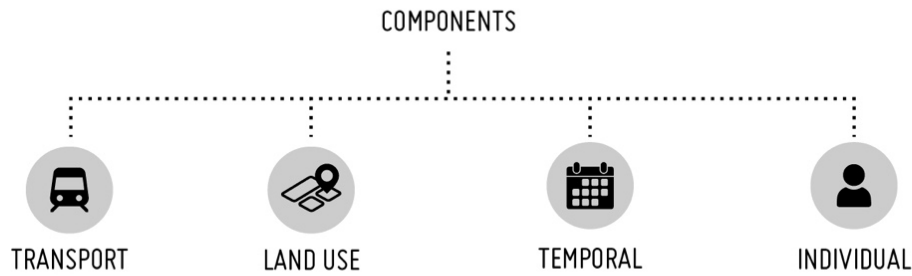 COMPONENTS
TRANSPORT
LAND USE
TEMPORAL
INDIVIDUAL